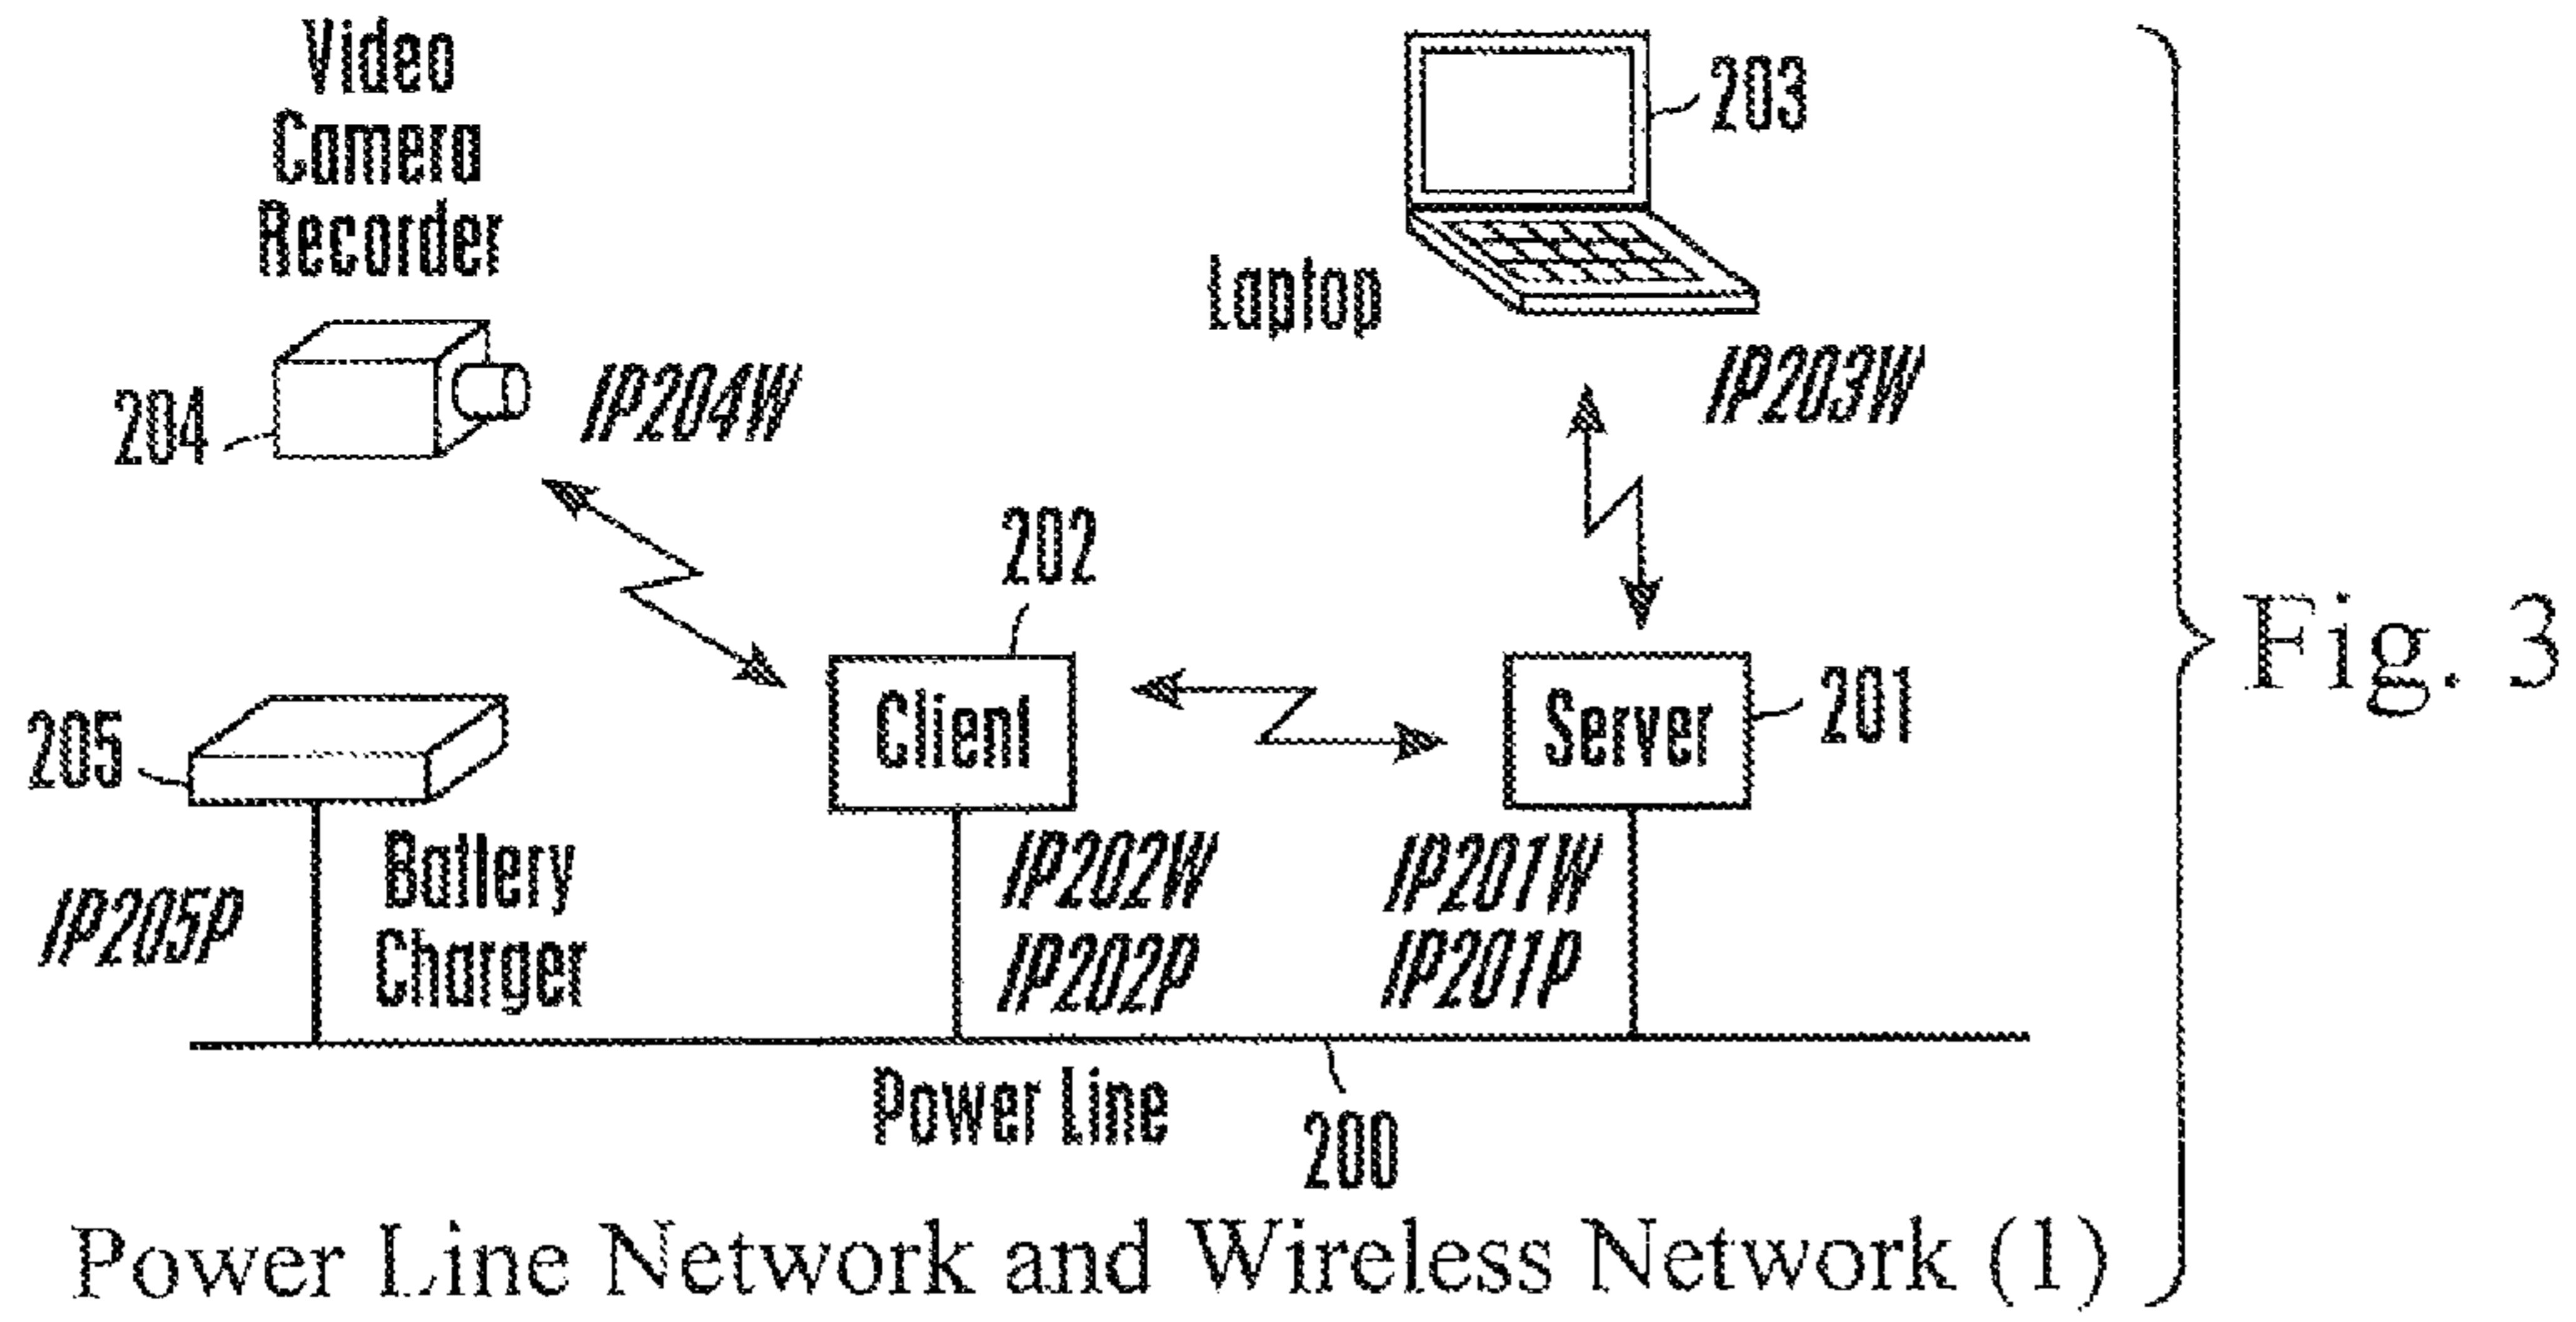 Video
Camera
Recorder
203
Laptop
204
IP204W
IP203W
202
205
Client
Server
201
Fig. 3
Battery
Charger
IP205P
IP202W
IP202P
IP201W
IP201P
Power Line
200
Power Line Network and Wireless Network (1)